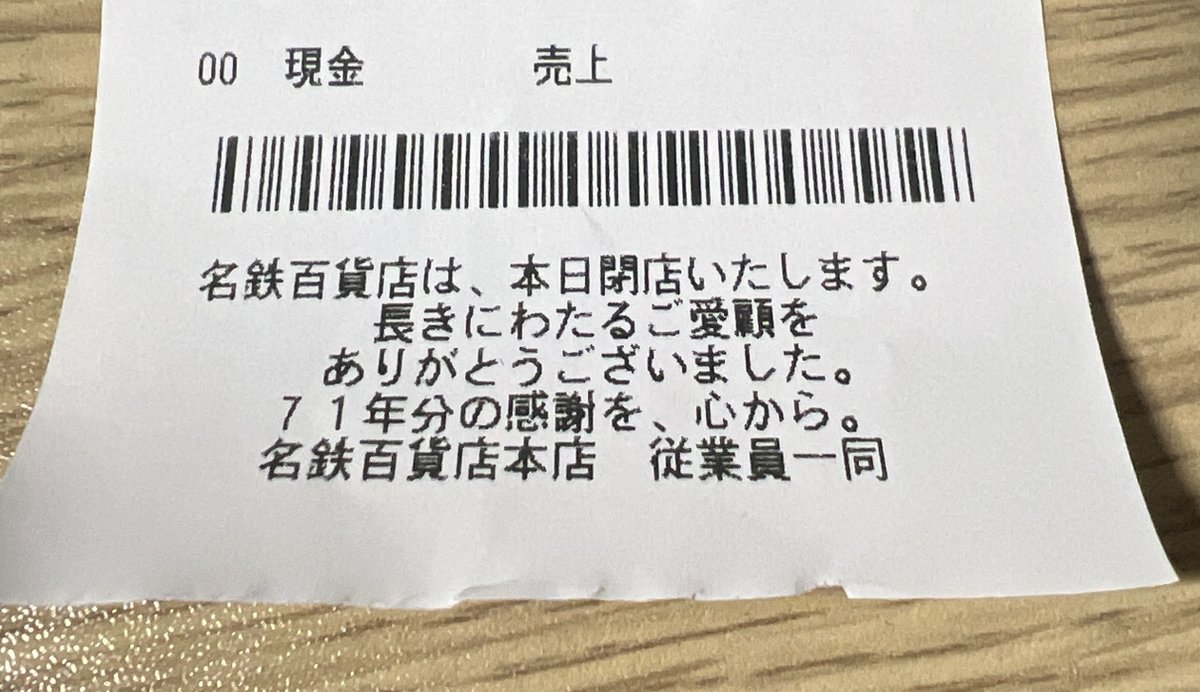 00 現金 売上
名鉄百貨店は、本日閉店いたします。
長きにわたるご愛顧を
ありがとうございました。
７１年分の感謝を、心から。
名鉄百貨店本店　従業員一同